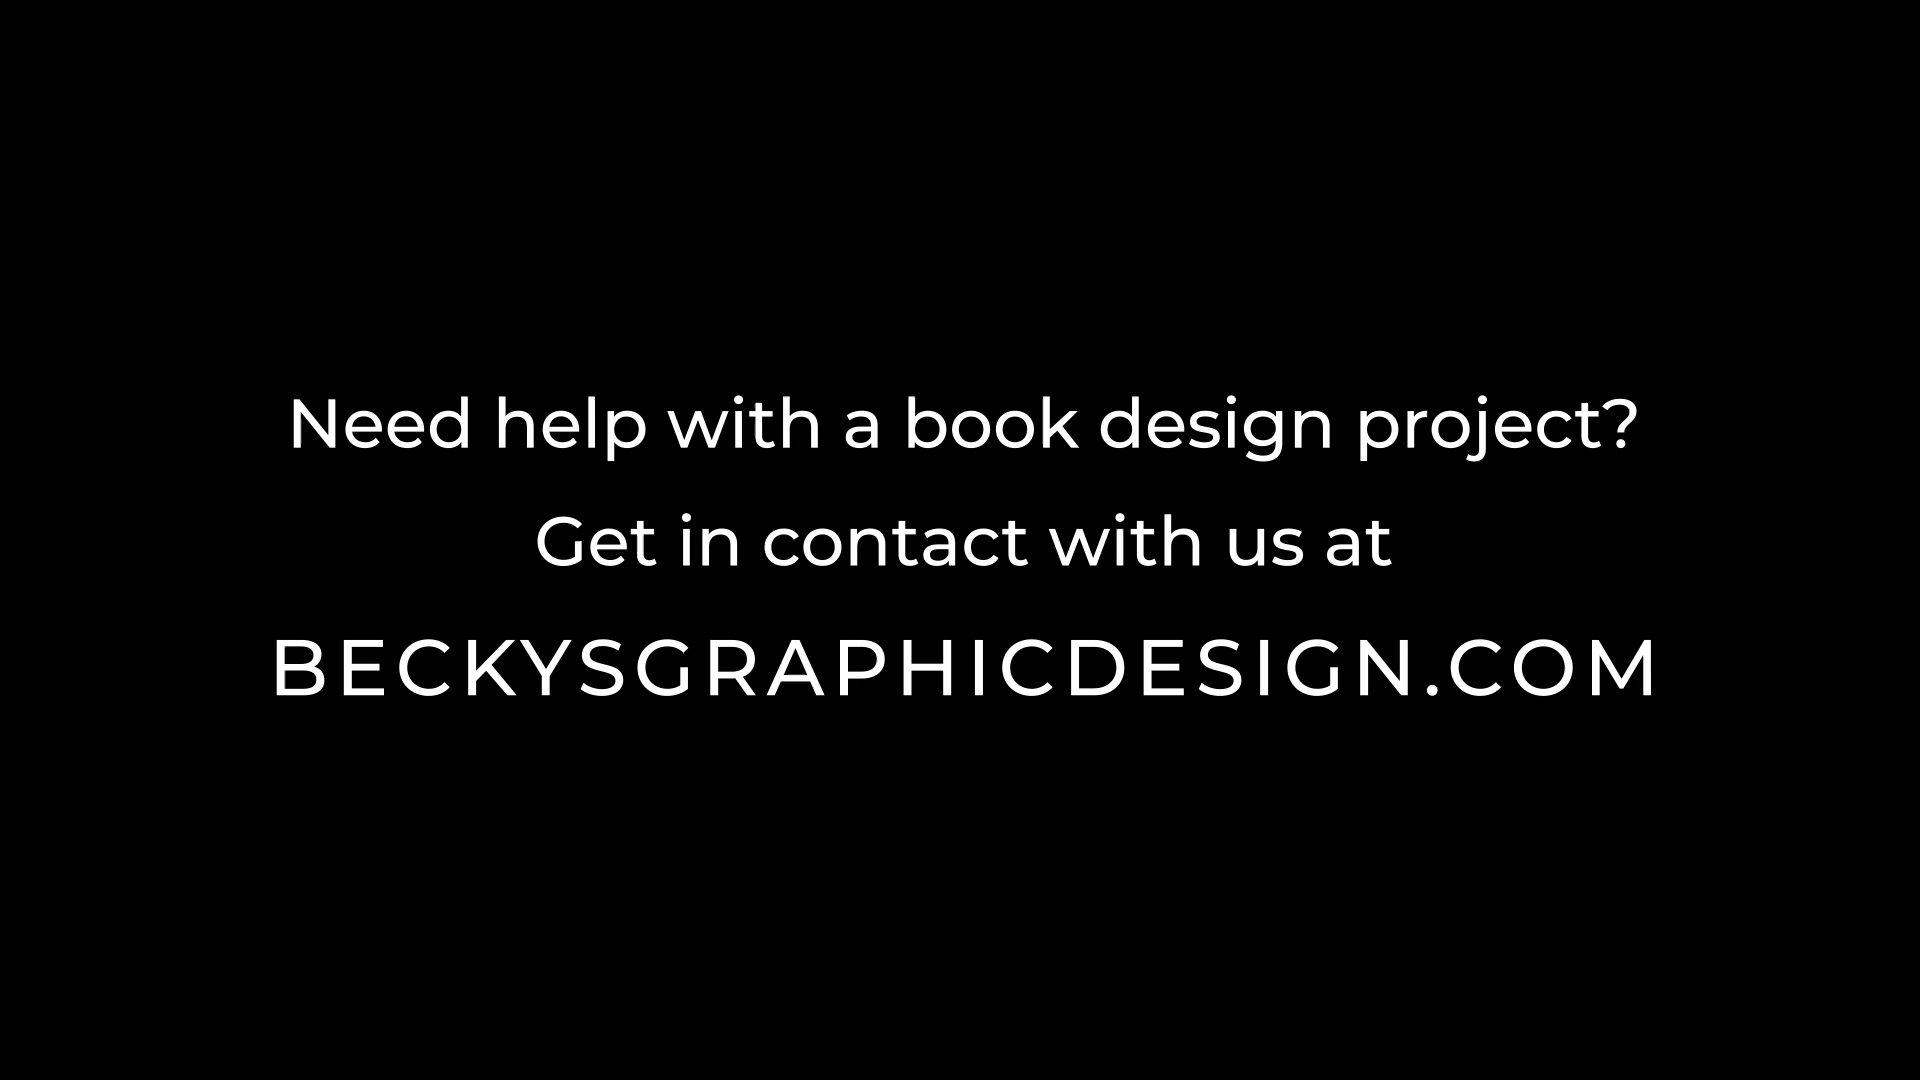 Need help with a book design project?
Get in contact with us at
BECKYSGRAPHICDESIGN.COM